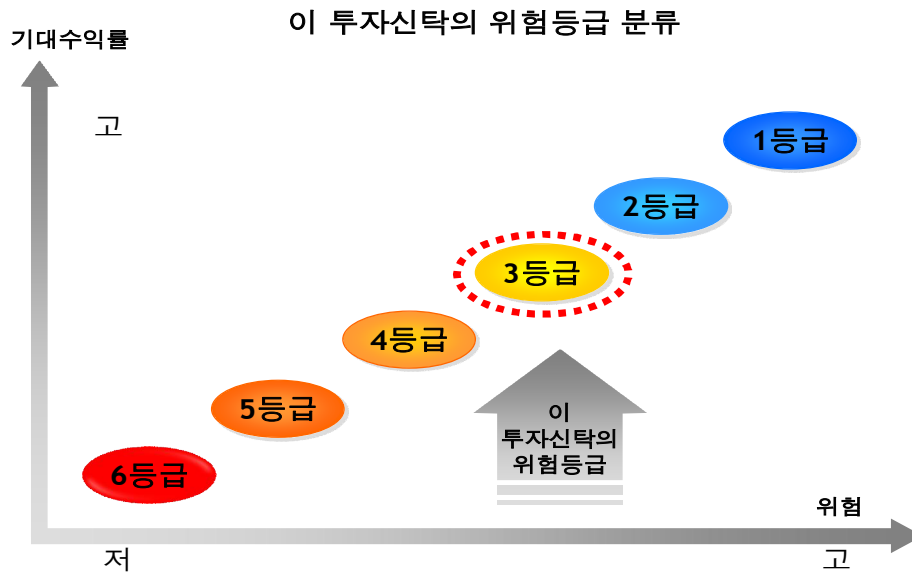 이 투자신탁의 위험등급 분류
기대수익률
고
1등급
2등급
3등급
4등급
5등급
6등급
이
투자신탁의
위험등급
위험
저
고